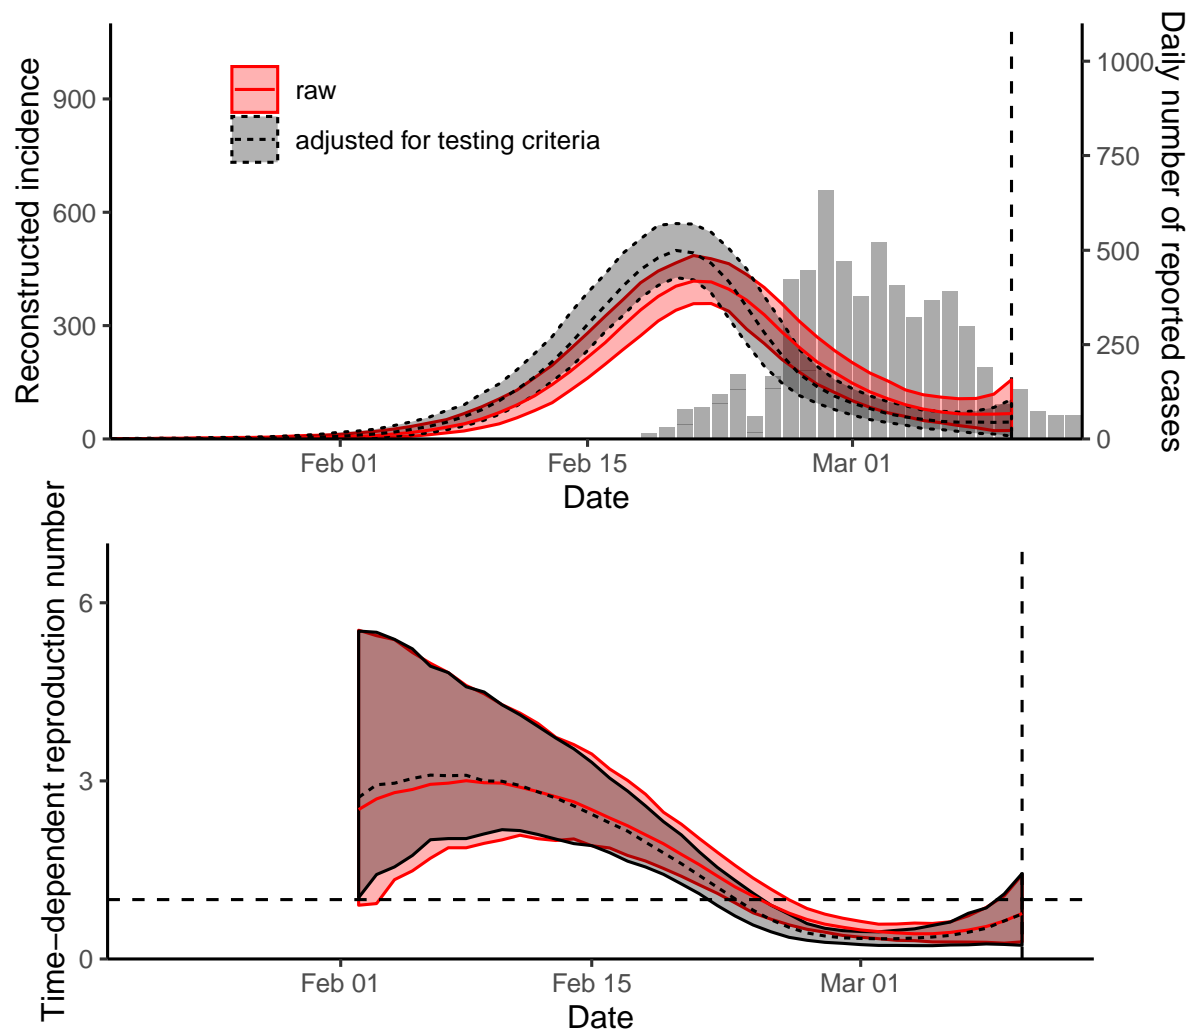 Reconstructed incidence
900
600
300
0
raw
adjusted for testing criteria
1000
750
500
250
0
Daily number of reported cases
Feb 01
Feb 15
Mar 01
Date
Time−dependent reproduction number
6
3
0
Feb 01
Feb 15
Mar 01
Date